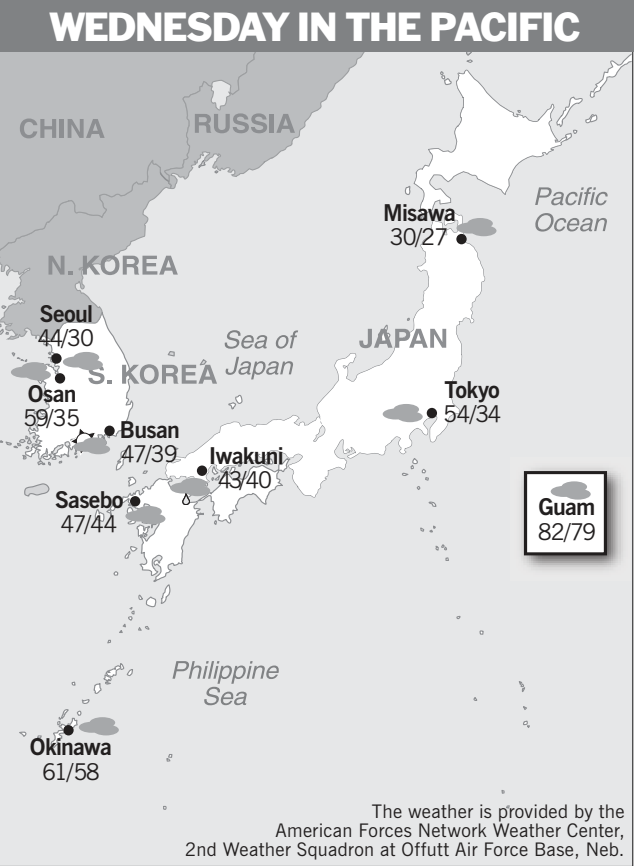 WEDNESDAY IN THE PACIFIC
CHINA
RUSSIA
Pacific
Ocean
Misawa
30/27
N. KOREA
Seoul
44/30
Sea of
Japan
JAPAN
S. KOREA
Osan
59/35
Tokyo
54/34
Busan
47/39
Iwakuni
43/40
Sasebo
47/44
Guam
82/79
Philippine
Sea
Okinawa
61/58
The weather is provided by the
American Forces Network Weather Center,
2nd Weather Squadron at Offutt Air Force Base, Neb.